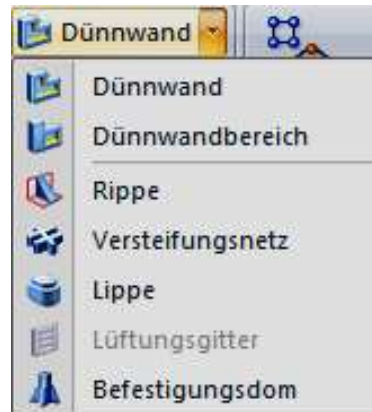 Dünnwand
Dünnwand
Dünnwandbereich
Rippe
Versteifungsnetz
Lippe
Lüftungsgitter
Befestigungsdom